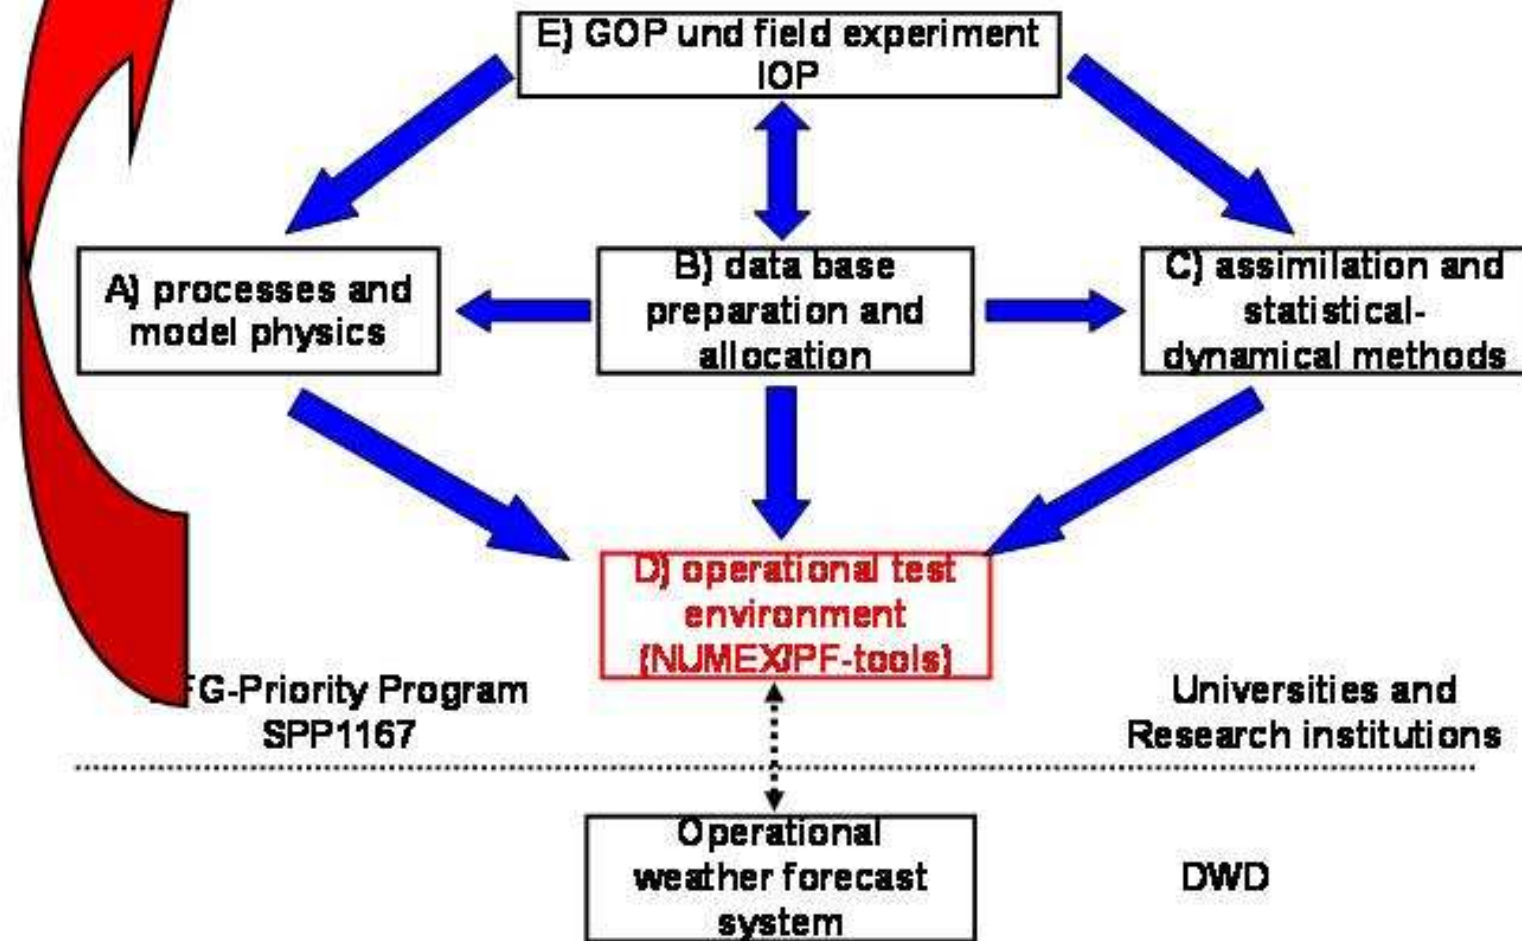 E) GOP und field experiment
IOP
A) processes and
model physics
B) data base
preparation and
allocation
C) assimilation and
statistical-
dynamical methods
D) operational test
environment
(NUMEX/PF-tools)
FG-Priority Program
SPP1167
Universities and
Research institutions
Operational
weather forecast
system
DWD